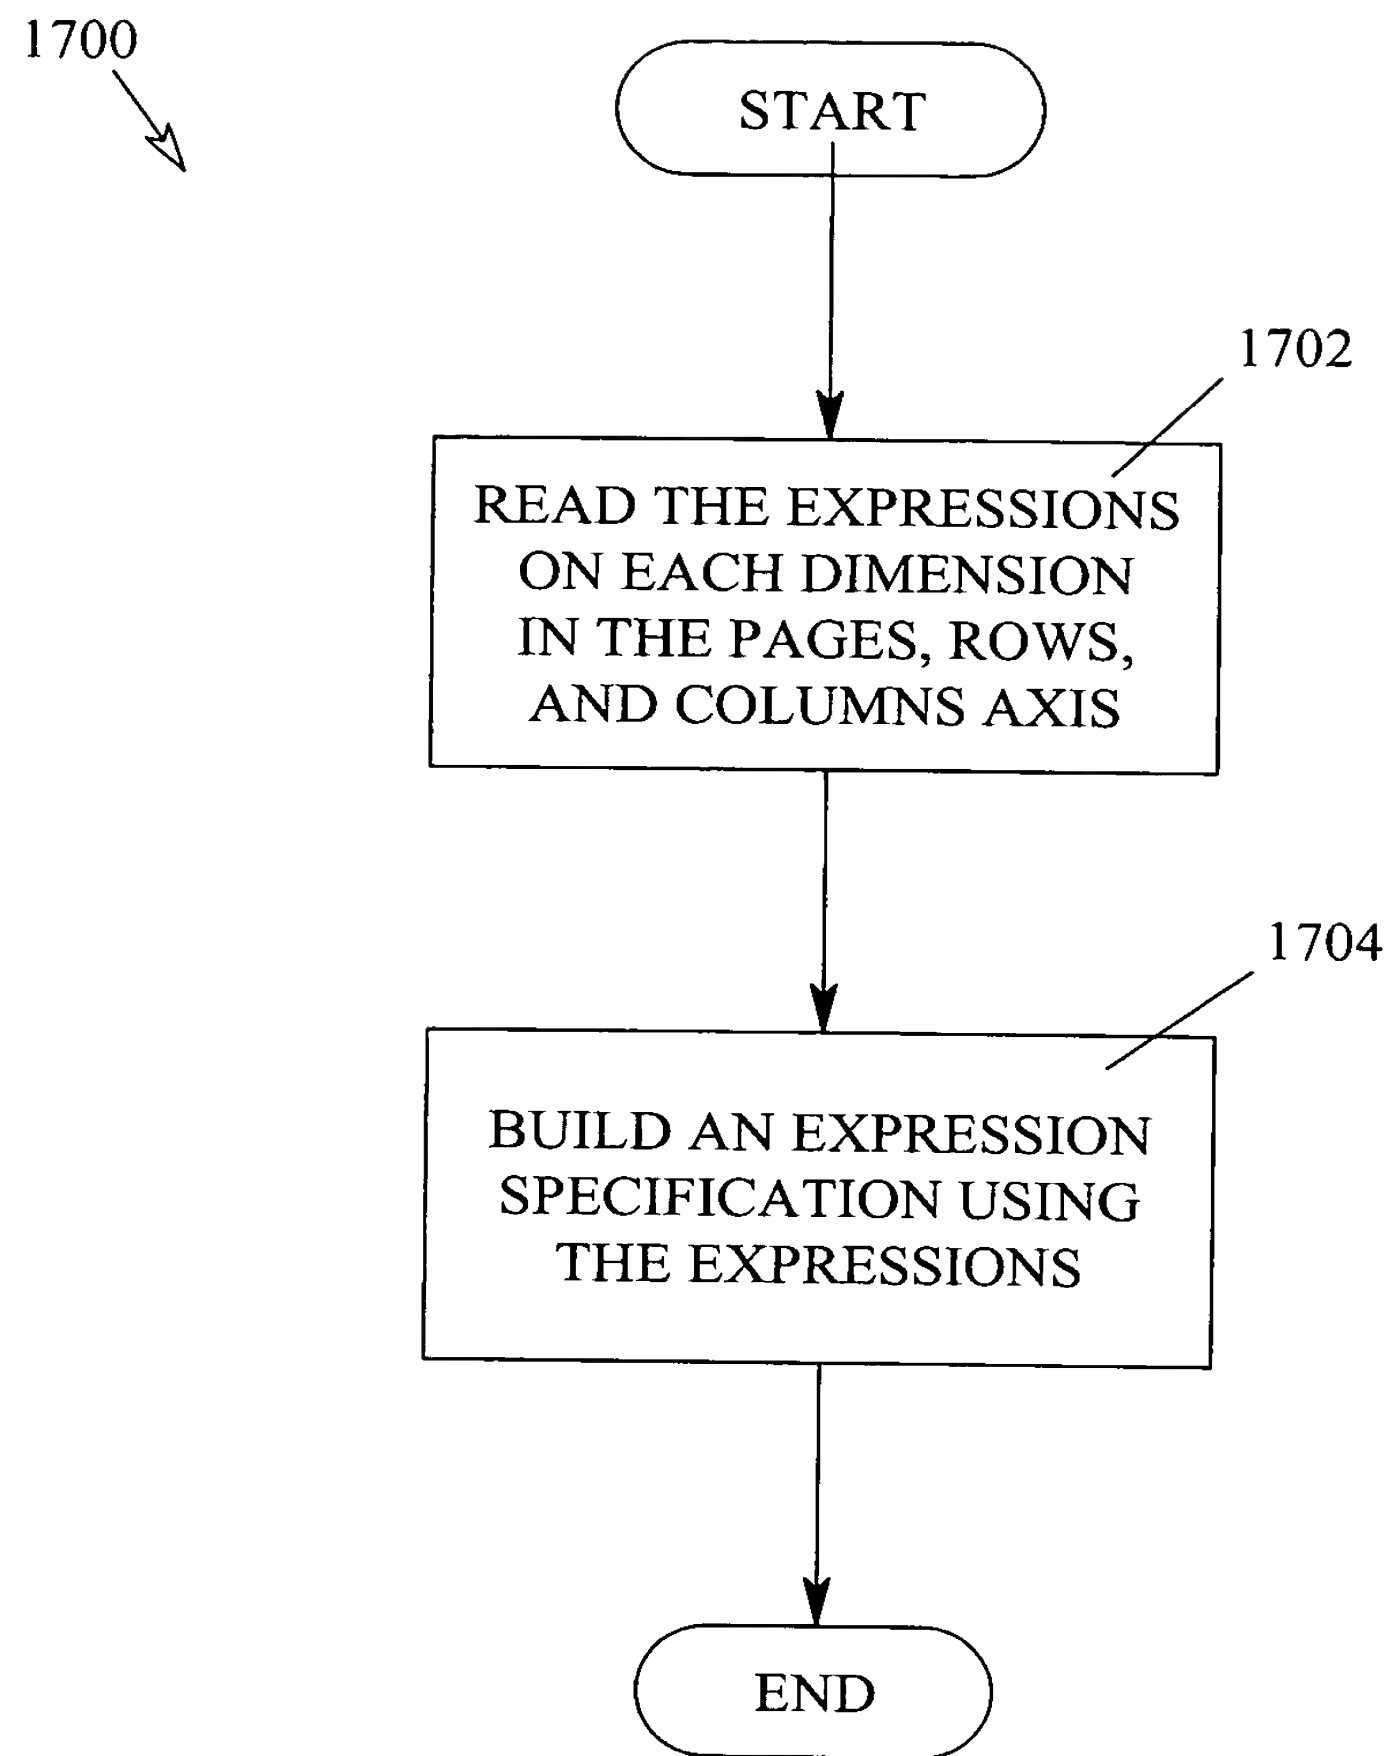 1700
START
1702
READ THE EXPRESSIONS
ON EACH DIMENSION
IN THE PAGES, ROWS,
AND COLUMNS AXIS
1704
BUILD AN EXPRESSION
SPECIFICATION USING
THE EXPRESSIONS
END